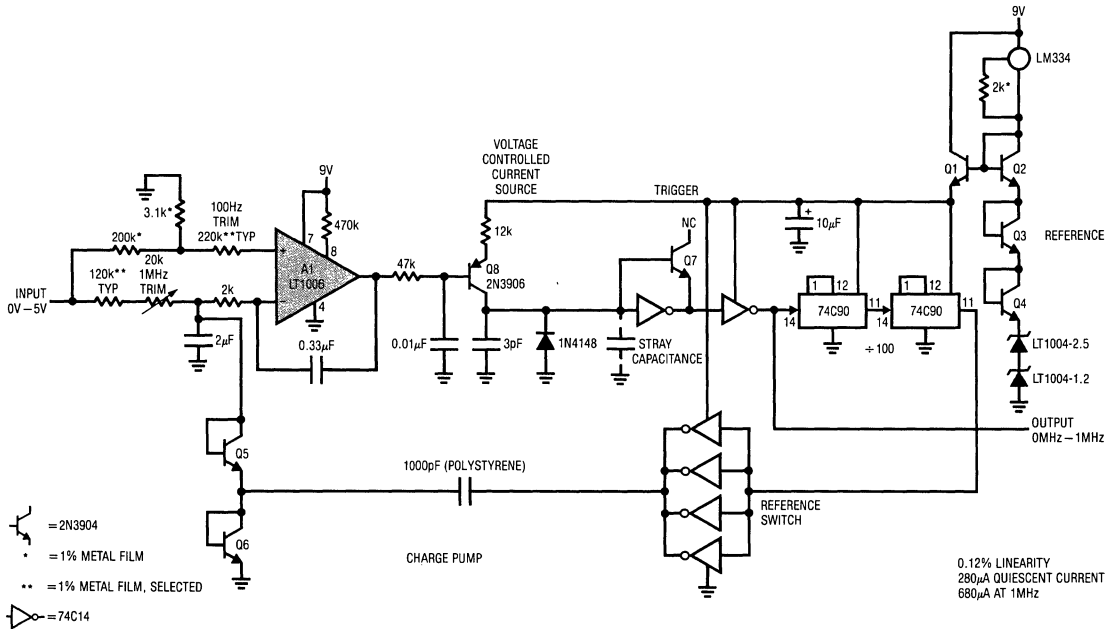 9V
LM334
2k*
Q1
Q2
Q3
REFERENCE
Q4
LT1004-2.5
LT1004-1.2
VOLTAGE
CONTROLLED
CURRENT
SOURCE
TRIGGER
12k
Q8
2N3906
NC
Q7
+
10µF
9V
470k
3.1k*
100Hz
TRIM
220k**TYP
200k*
20k
1MHz
TRIM
120k**
TYP
INPUT
0V–5V
2k
+
–
7
8
A1
LT1006
4
47k
2µF
0.33µF
0.01µF
3pF
1N4148
STRAY
CAPACITANCE
1
12
74C90
14
11
1
12
74C90
14
11
÷100
OUTPUT
0MHz–1MHz
Q5
Q6
1000pF (POLYSTYRENE)
REFERENCE
SWITCH
CHARGE PUMP
=2N3904
* =1% METAL FILM
** =1% METAL FILM, SELECTED
=74C14
0.12% LINEARITY
280µA QUIESCENT CURRENT
680µA AT 1MHz